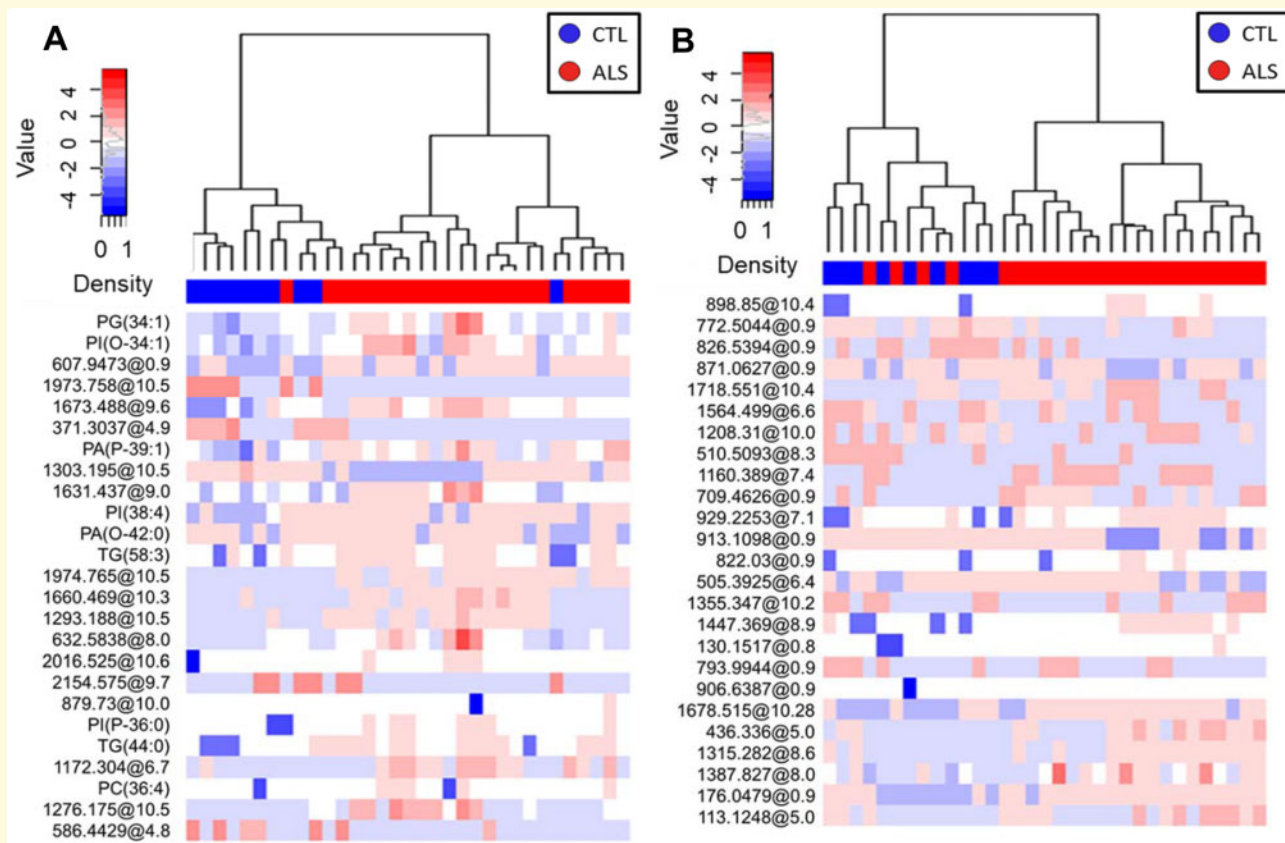 A
CTL
ALS
Value
4
2
0
-2
-4
0 1
Density
PG(34:1)
PI(O-34:1)
607.9473@0.9
1973.758@10.5
1673.488@9.6
371.3037@4.9
PA(P-39:1)
1303.195@10.5
1631.437@9.0
PI(38:4)
PA(O-42:0)
TG(58:3)
1974.765@10.5
1660.469@10.3
1293.188@10.5
632.5838@8.0
2016.525@10.6
2154.575@9.7
879.73@10.0
PI(P-36:0)
TG(44:0)
1172.304@6.7
PC(36:4)
1276.175@10.5
586.4429@4.8
B
CTL
ALS
Value
4
2
0
-2
-4
0 1
Density
898.85@10.4
772.5044@0.9
826.5394@0.9
871.0627@0.9
1718.551@10.4
1564.499@6.6
1208.31@10.0
510.5093@8.3
1160.389@7.4
709.4626@0.9
929.2253@7.1
913.1098@0.9
822.03@0.9
505.3925@6.4
1355.347@10.2
1447.369@8.9
130.1517@0.8
793.9944@0.9
906.6387@0.9
1678.515@10.28
436.336@5.0
1315.282@8.6
1387.827@8.0
176.0479@0.9
113.1248@5.0